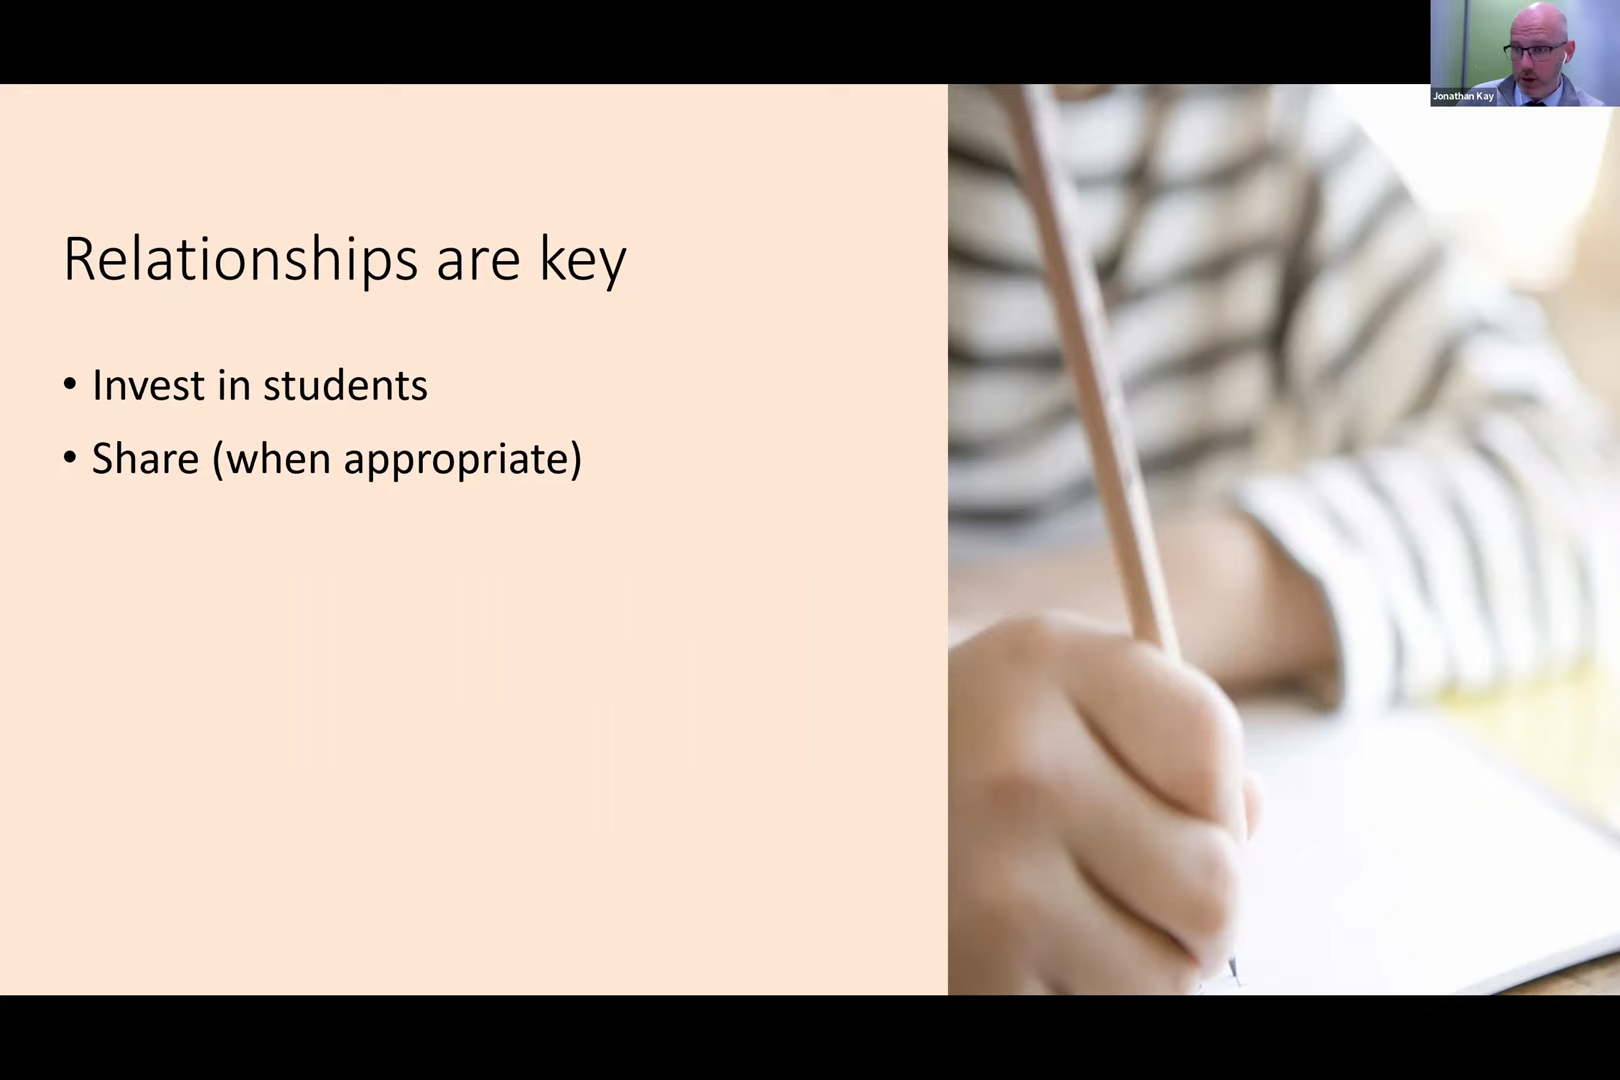 Jonathan Kay
Relationships are key
• Invest in students
• Share (when appropriate)